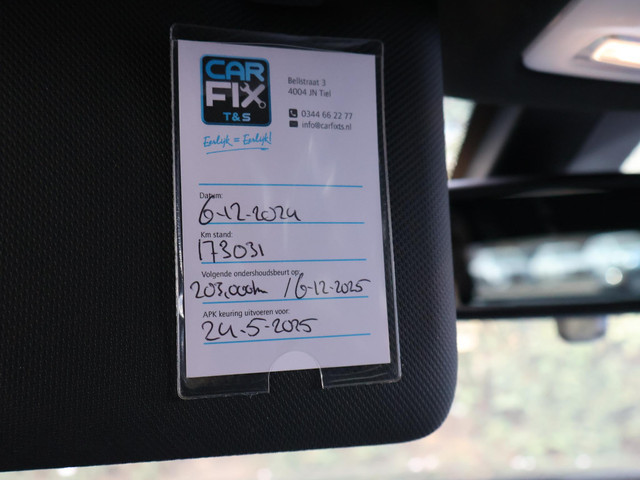 CAR
FIX
T&S
Eerlijk = Eerlijk!
Bellstraat 3
4004 JN Tiel
0344 66 22 77
info@carfixts.nl
Datum:
6-12-2024
Km stand:
173031
Volgende onderhoudsbeurt op:
203,000km / 6-12-2025
APK keuring uitvoeren voor:
24-5-2025